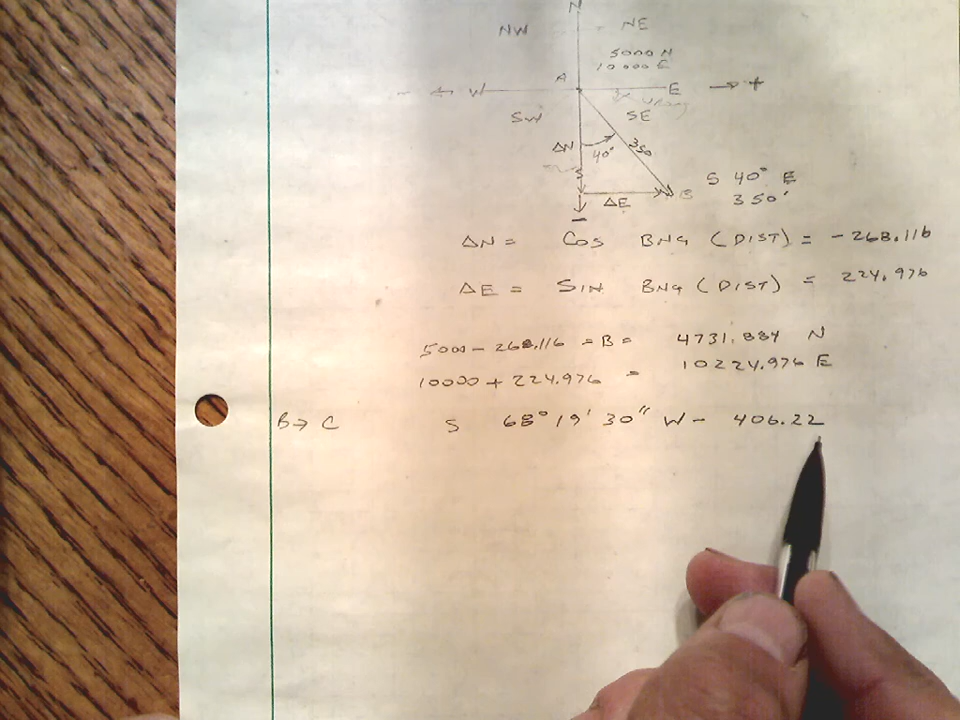 N
NW NE
5000 N
10000 E
A
- W E +
SW SE
ΔN 40° 350
B S 40° E
ΔE 350'
-
ΔN = COS BNG (DIST) = -268.116
ΔE = SIN BNG (DIST) = 224.976
5000 - 268.116 = B = 4731.884 N
10000 + 224.976 = 10224.976 E
B→C S 68° 19' 30" W - 406.22